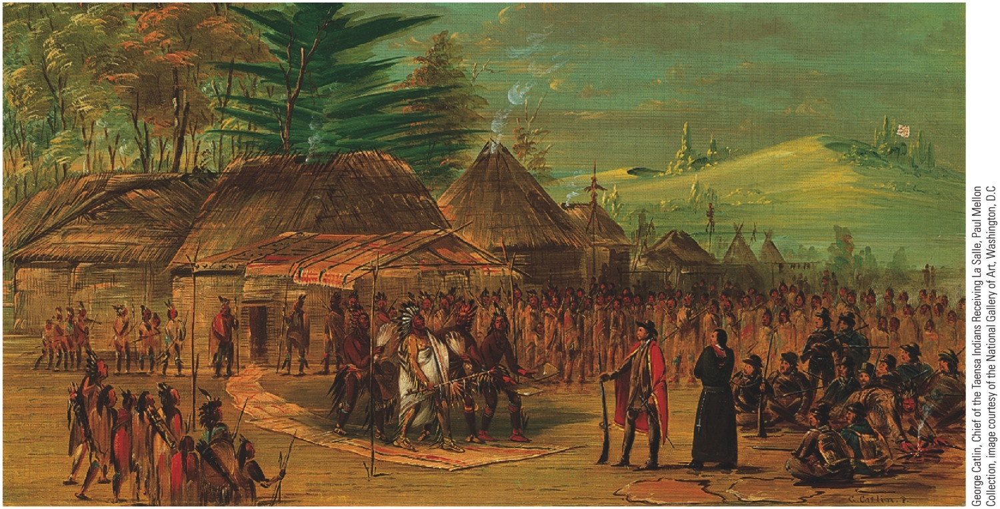 George Catlin, Chief of the Taensa Indians Receiving La Salle, Paul Mellon
Collection, image courtesy of the National Gallery of Art, Washington, D.C
G. Catlin. P.